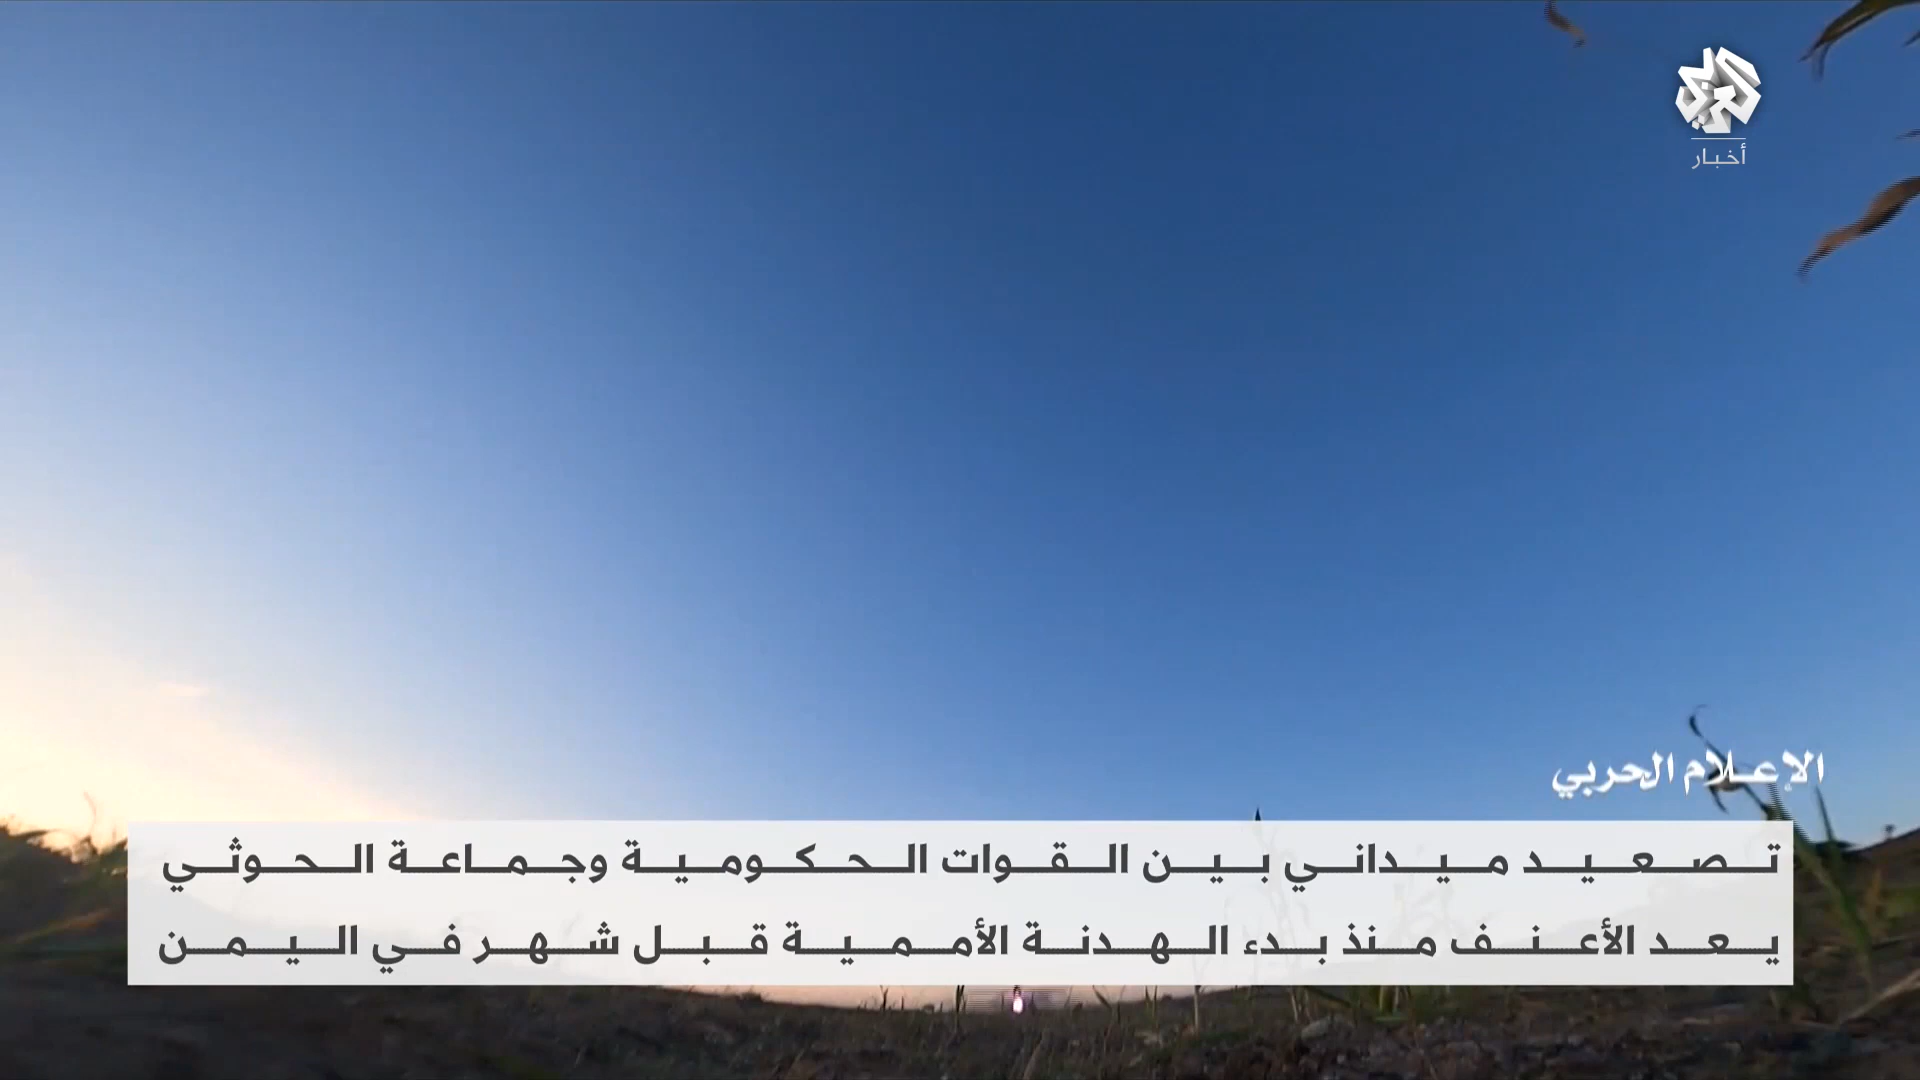 العربي
أخبار
الإعلام الحربي
تصعيد ميداني بين القوات الحكومية وجماعة الحوثي
يعد الأعنف منذ بدء الهدنة الأممية قبل شهر في اليمن